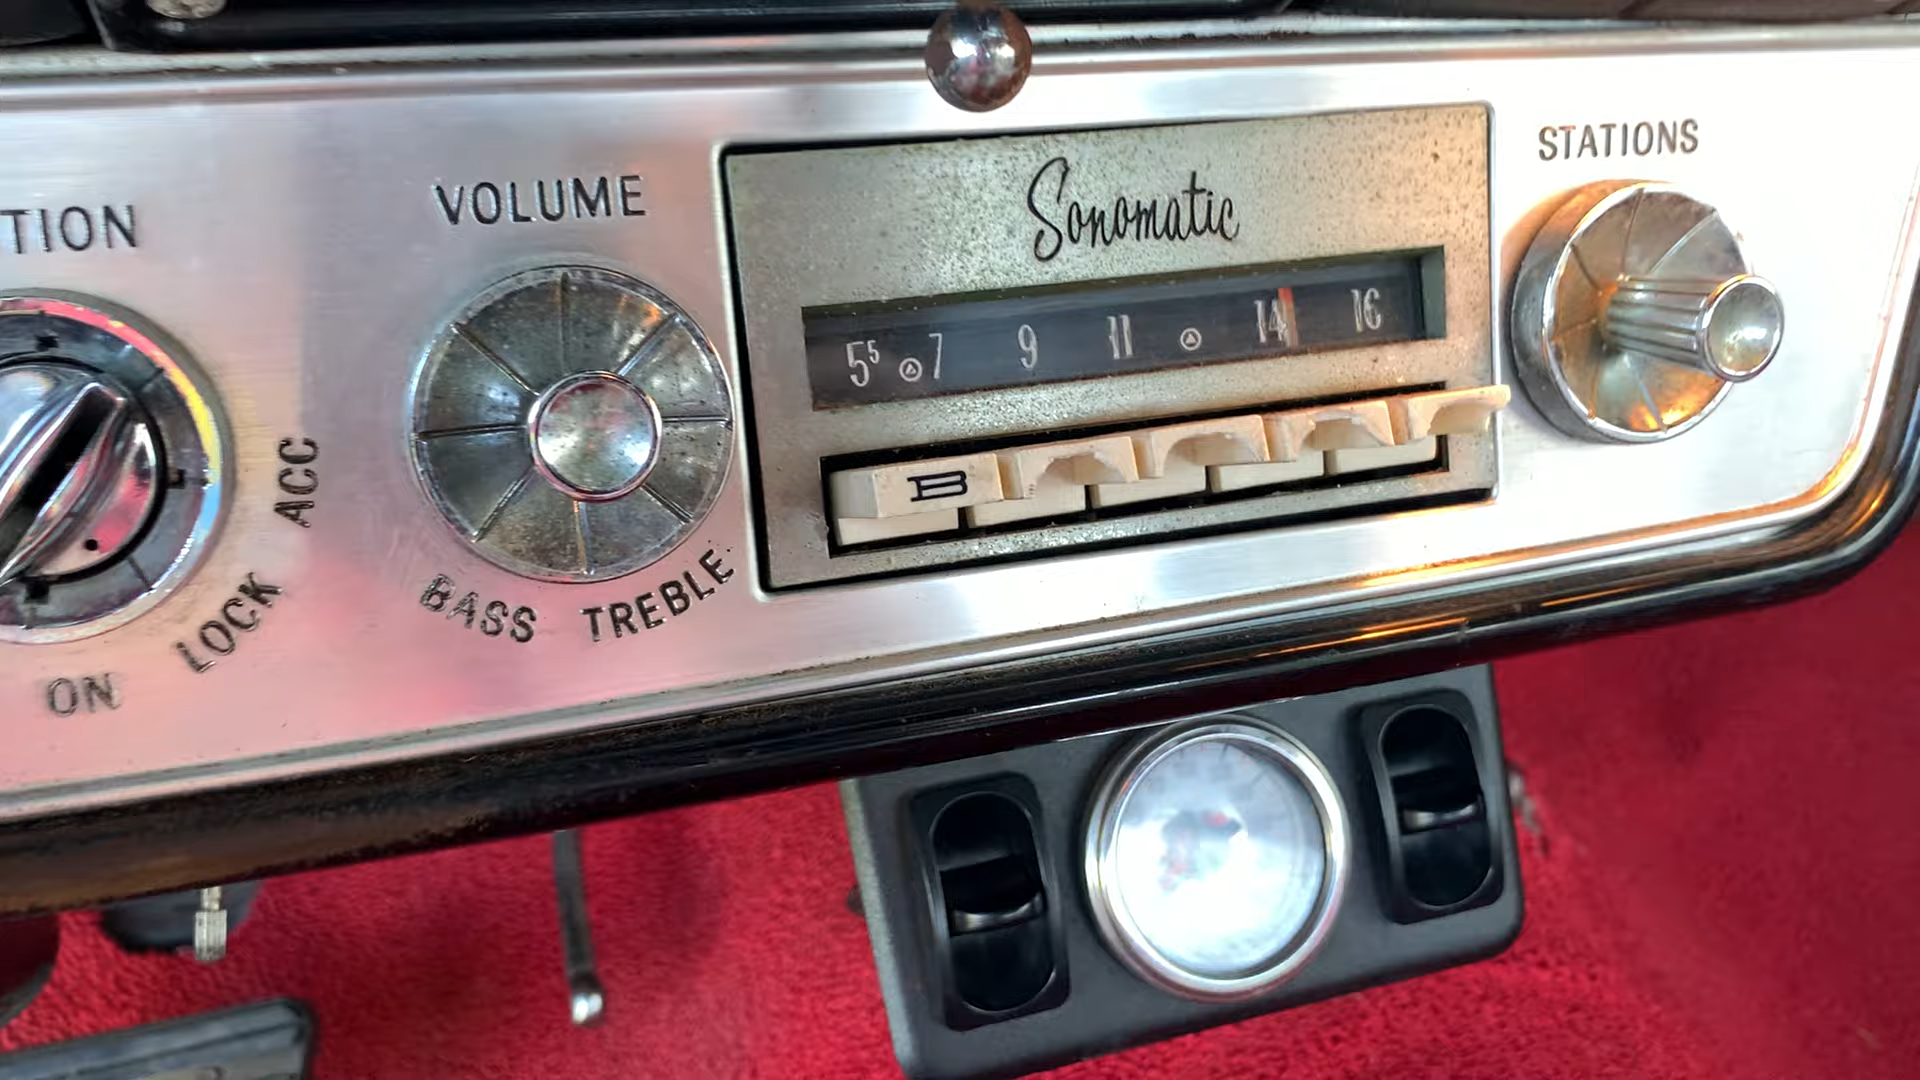 TION
ACC
LOCK
ON
VOLUME
BASS TREBLE
Sonomatic
5⁵ 7 9 11 14 16
B
STATIONS